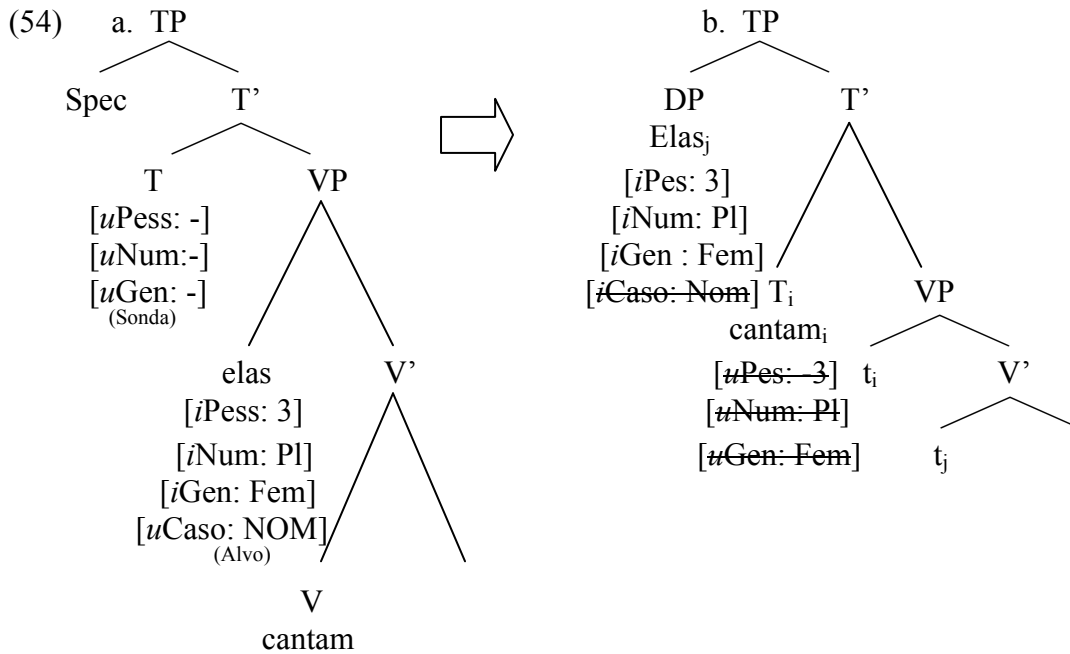 (54) a. TP
Spec T’
T VP
[uPess: -]
[uNum:-]
[uGen: -]
(Sonda)
elas V’
[iPess: 3]
[iNum: Pl]
[iGen: Fem]
[uCaso: NOM]
(Alvo)
V
cantam
b. TP
DP T’
Elasj
[iPes: 3]
[iNum: Pl]
[iGen : Fem]
[iCaso: Nom] Ti VP
cantami
[uPes: -3] ti V’
[uNum: Pl]
[uGen: Fem] tj